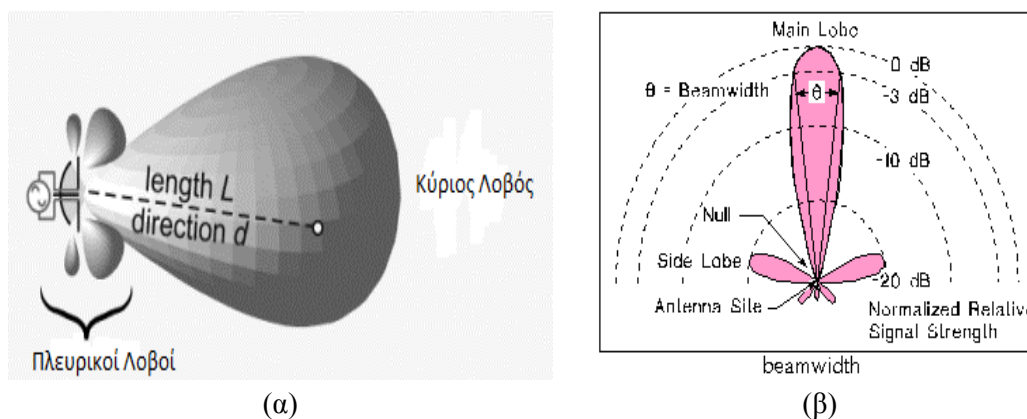 length L
direction d
Κύριος Λοβός
Πλευρικοί Λοβοί
(α)
Main Lobe
0 dB
-3 dB
θ = Beamwidth
θ
-10 dB
Null
Side Lobe
-20 dB
Antenna Site
Normalized Relative
Signal Strength
beamwidth
(β)